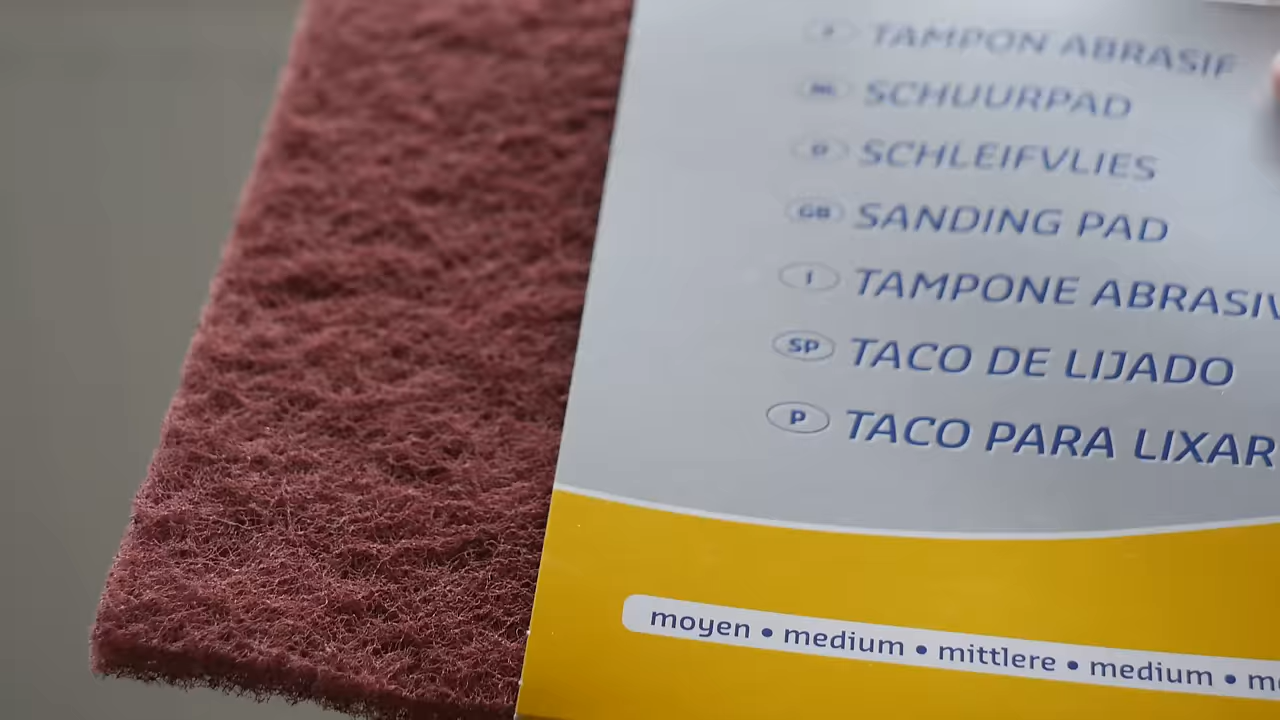 F TAMPON ABRASIF
NL SCHUURPAD
D SCHLEIFVLIES
GB SANDING PAD
I TAMPONE ABRASIV
SP TACO DE LIJADO
P TACO PARA LIXAR
moyen • medium • mittlere • medium • m